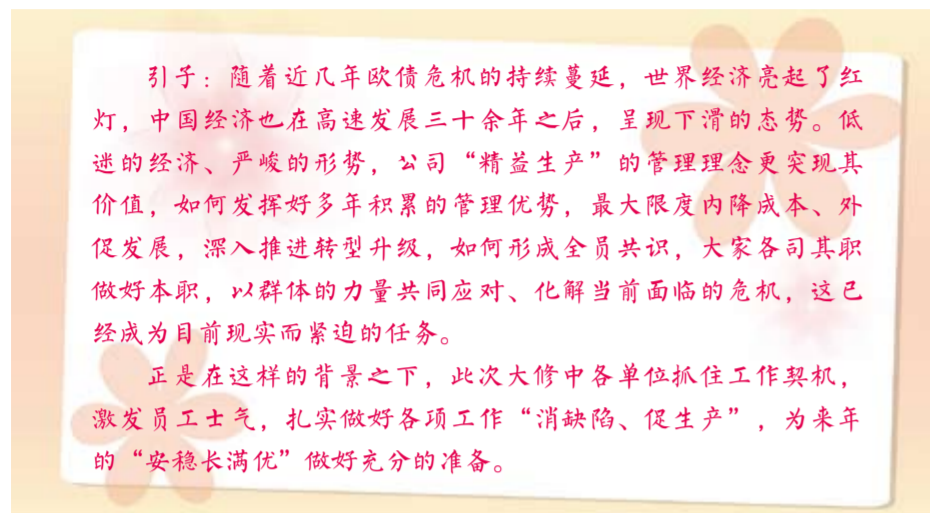 引子：随着近几年欧债危机的持续蔓延，世界经济亮起了红
灯，中国经济也在高速发展三十余年之后，呈现下滑的态势。低
迷的经济、严峻的形势，公司“精益生产”的管理理念更突现其
价值，如何发挥好多年积累的管理优势，最大限度内降成本、外
促发展，深入推进转型升级，如何形成全员共识，大家各司其职
做好本职，以群体的力量共同应对、化解当前面临的危机，这已
经成为目前现实而紧迫的任务。
正是在这样的背景之下，此次大修中各单位抓住工作契机，
激发员工士气，扎实做好各项工作“消缺陷、促生产”，为来年
的“安稳长满优”做好充分的准备。